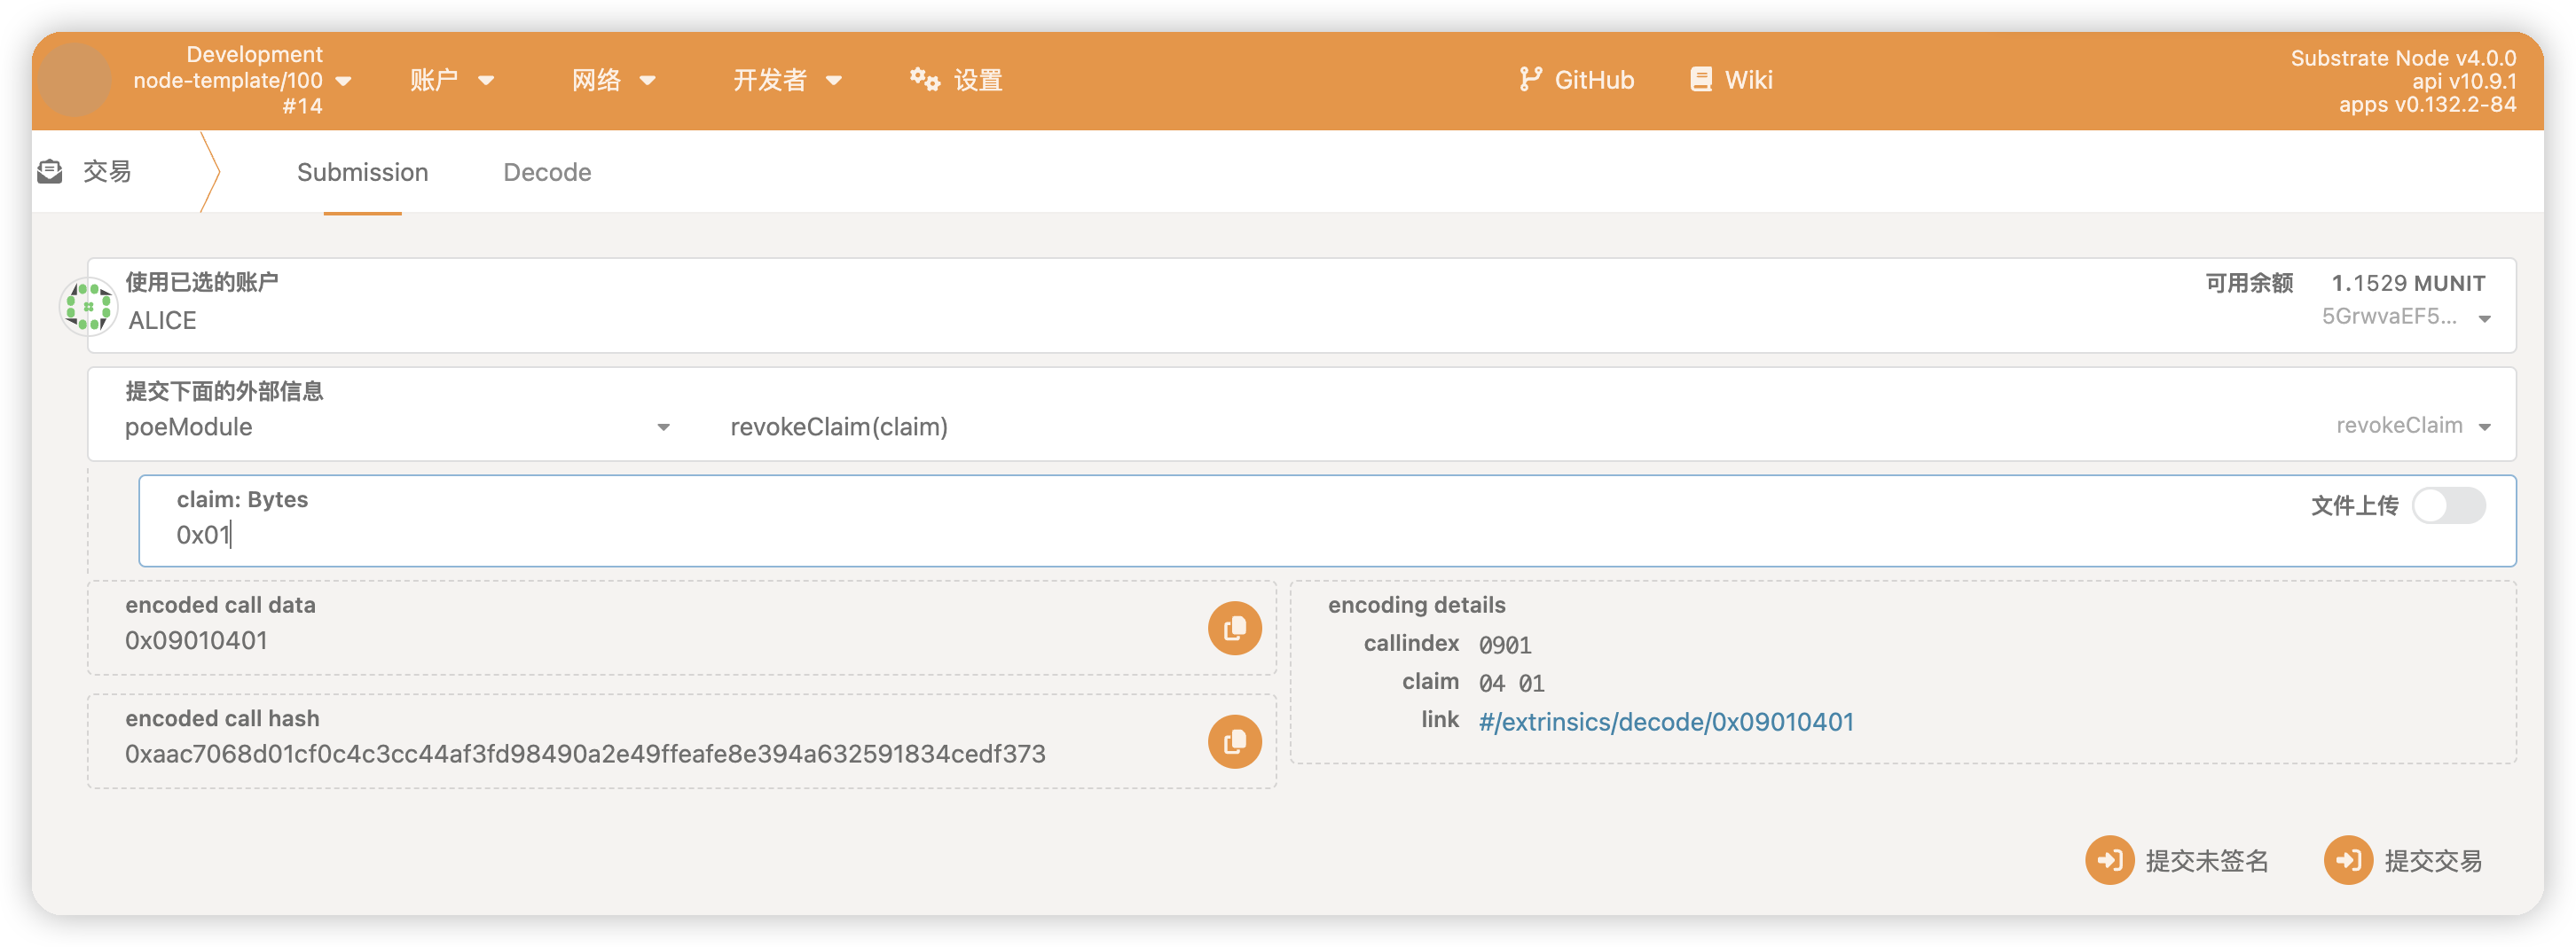 Development
node-template/100
#14
账户
网络
开发者
设置
GitHub
Wiki
Substrate Node v4.0.0
api v10.9.1
apps v0.132.2-84
交易
Submission
Decode
使用已选的账户
ALICE
可用余额 1.1529 MUNIT
5GrwvaEF5...
提交下面的外部信息
poeModule
revokeClaim(claim)
revokeClaim
claim: Bytes
0x01
文件上传
encoded call data
0x09010401
encoded call hash
0xaac7068d01cf0c4c3cc44af3fd98490a2e49ffeafe8e394a632591834cedf373
encoding details
callindex 0901
claim 04 01
link #/extrinsics/decode/0x09010401
提交未签名
提交交易